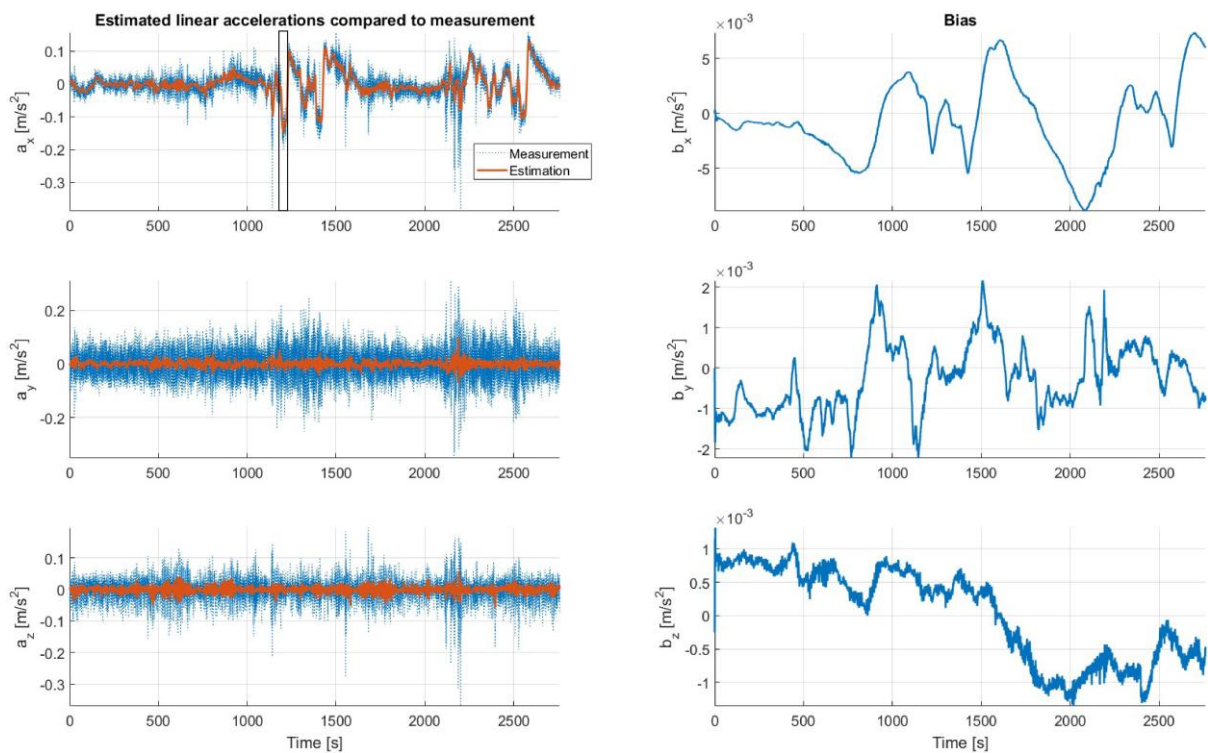 Estimated linear accelerations compared to measurement
0.1
0
-0.1
-0.2
-0.3
a_x [m/s^2]
Measurement
Estimation
0 500 1000 1500 2000 2500
0.2
0
-0.2
a_y [m/s^2]
0 500 1000 1500 2000 2500
0.1
0
-0.1
-0.2
-0.3
a_z [m/s^2]
0 500 1000 1500 2000 2500
Time [s]
Bias
×10^-3
5
0
-5
b_x [m/s^2]
0 500 1000 1500 2000 2500
×10^-3
2
1
0
-1
-2
b_y [m/s^2]
0 500 1000 1500 2000 2500
×10^-3
1
0.5
0
-0.5
-1
b_z [m/s^2]
0 500 1000 1500 2000 2500
Time [s]